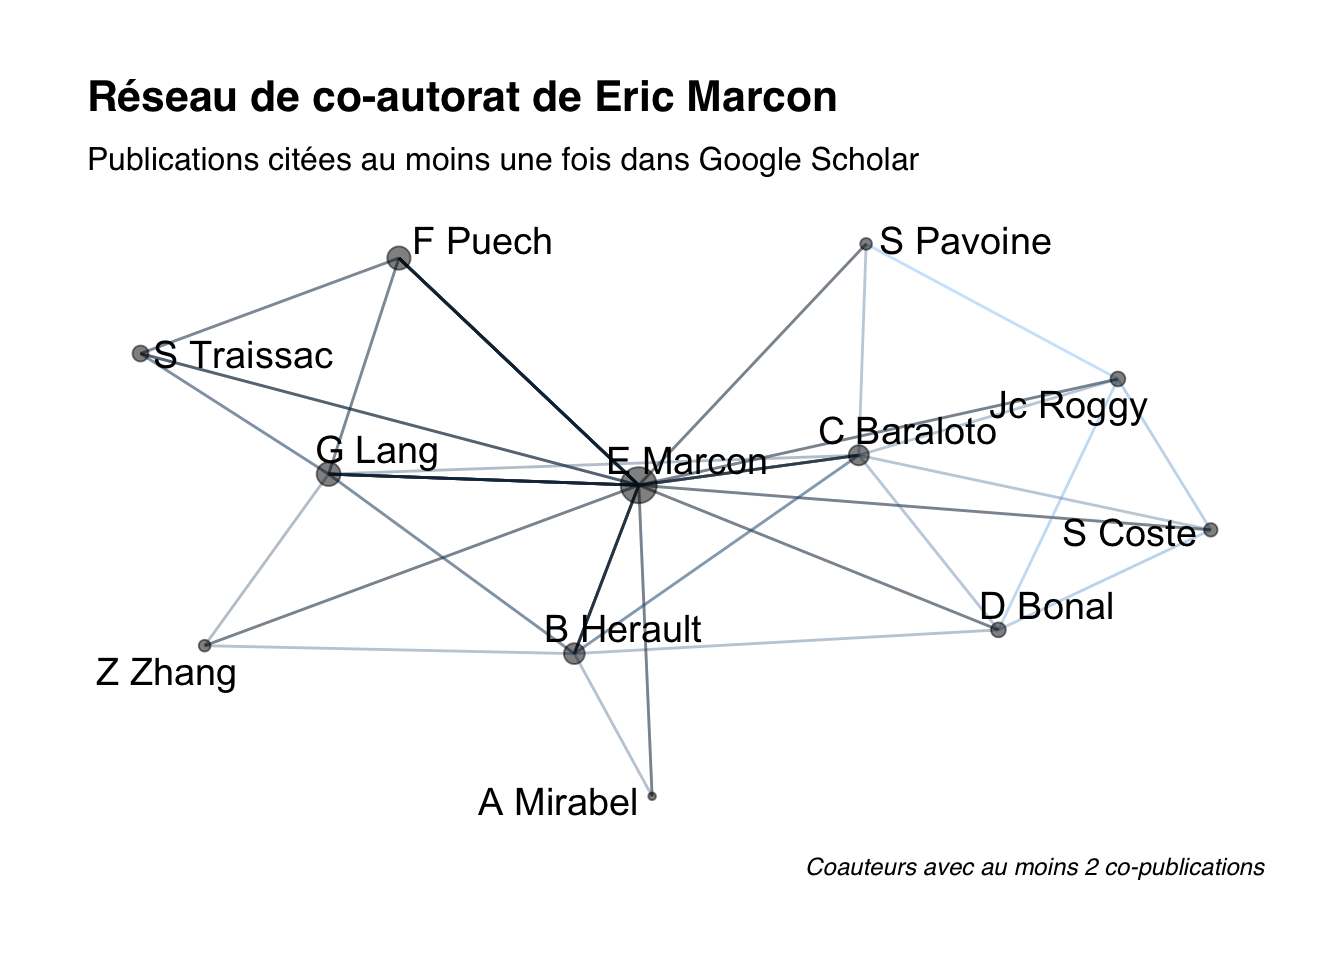 Réseau de co-autorat de Eric Marcon
Publications citées au moins une fois dans Google Scholar
F Puech
S Pavoine
S Traissac
Jc Roggy
C Baraloto
G Lang
E Marcon
S Coste
D Bonal
B Herault
Z Zhang
A Mirabel
Coauteurs avec au moins 2 co-publications